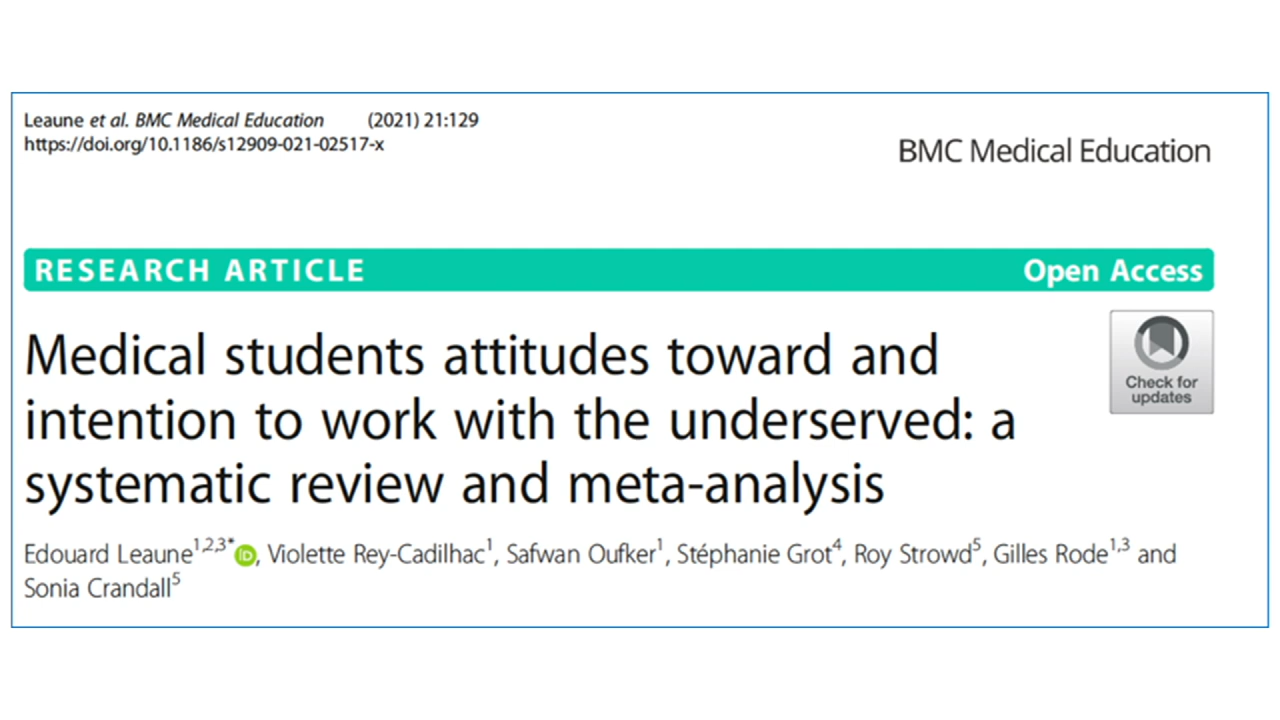 Leaune et al. BMC Medical Education (2021) 21:129
https://doi.org/10.1186/s12909-021-02517-x
BMC Medical Education
RESEARCH ARTICLE Open Access
Medical students attitudes toward and
intention to work with the underserved: a
systematic review and meta-analysis
Check for
updates
Edouard Leaune1,2,3* iD, Violette Rey-Cadilhac1, Safwan Oufker1, Stéphanie Grot4, Roy Strowd5, Gilles Rode1,3 and
Sonia Crandall5